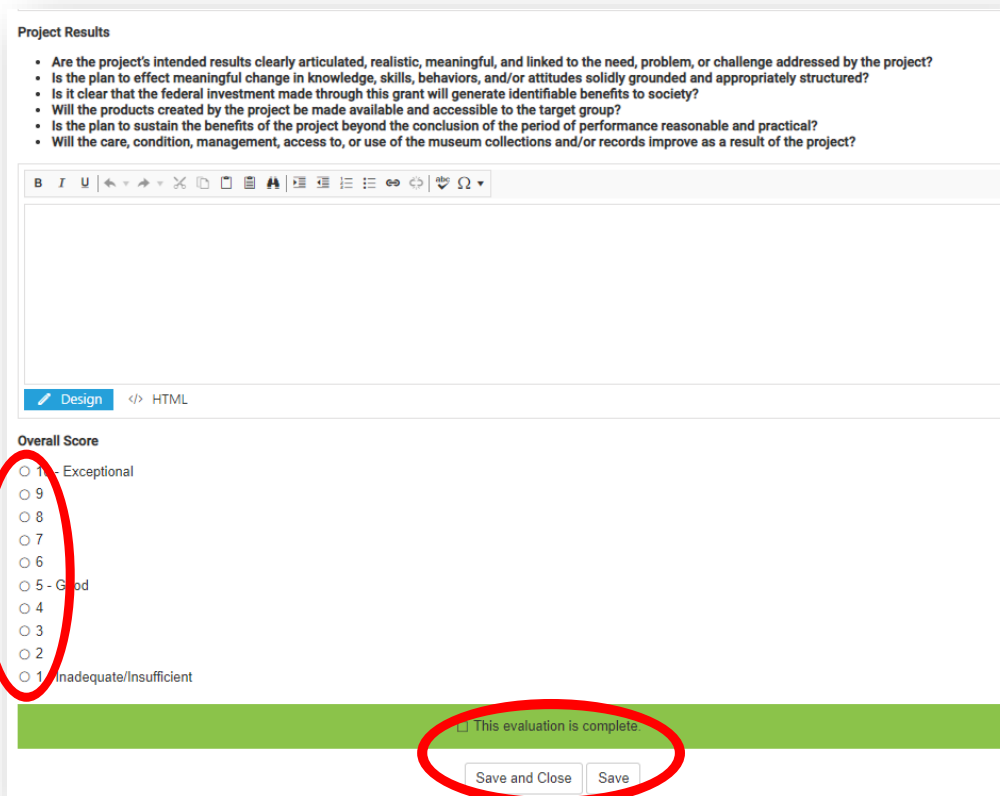 Project Results
• Are the project's intended results clearly articulated, realistic, meaningful, and linked to the need, problem, or challenge addressed by the project?
• Is the plan to effect meaningful change in knowledge, skills, behaviors, and/or attitudes solidly grounded and appropriately structured?
• Is it clear that the federal investment made through this grant will generate identifiable benefits to society?
• Will the products created by the project be made available and accessible to the target group?
• Is the plan to sustain the benefits of the project beyond the conclusion of the period of performance reasonable and practical?
• Will the care, condition, management, access to, or use of the museum collections and/or records improve as a result of the project?
B I U abc Ω
Design </> HTML
Overall Score
10 - Exceptional
9
8
7
6
5 - Good
4
3
2
1 - Inadequate/Insufficient
This evaluation is complete.
Save and Close Save